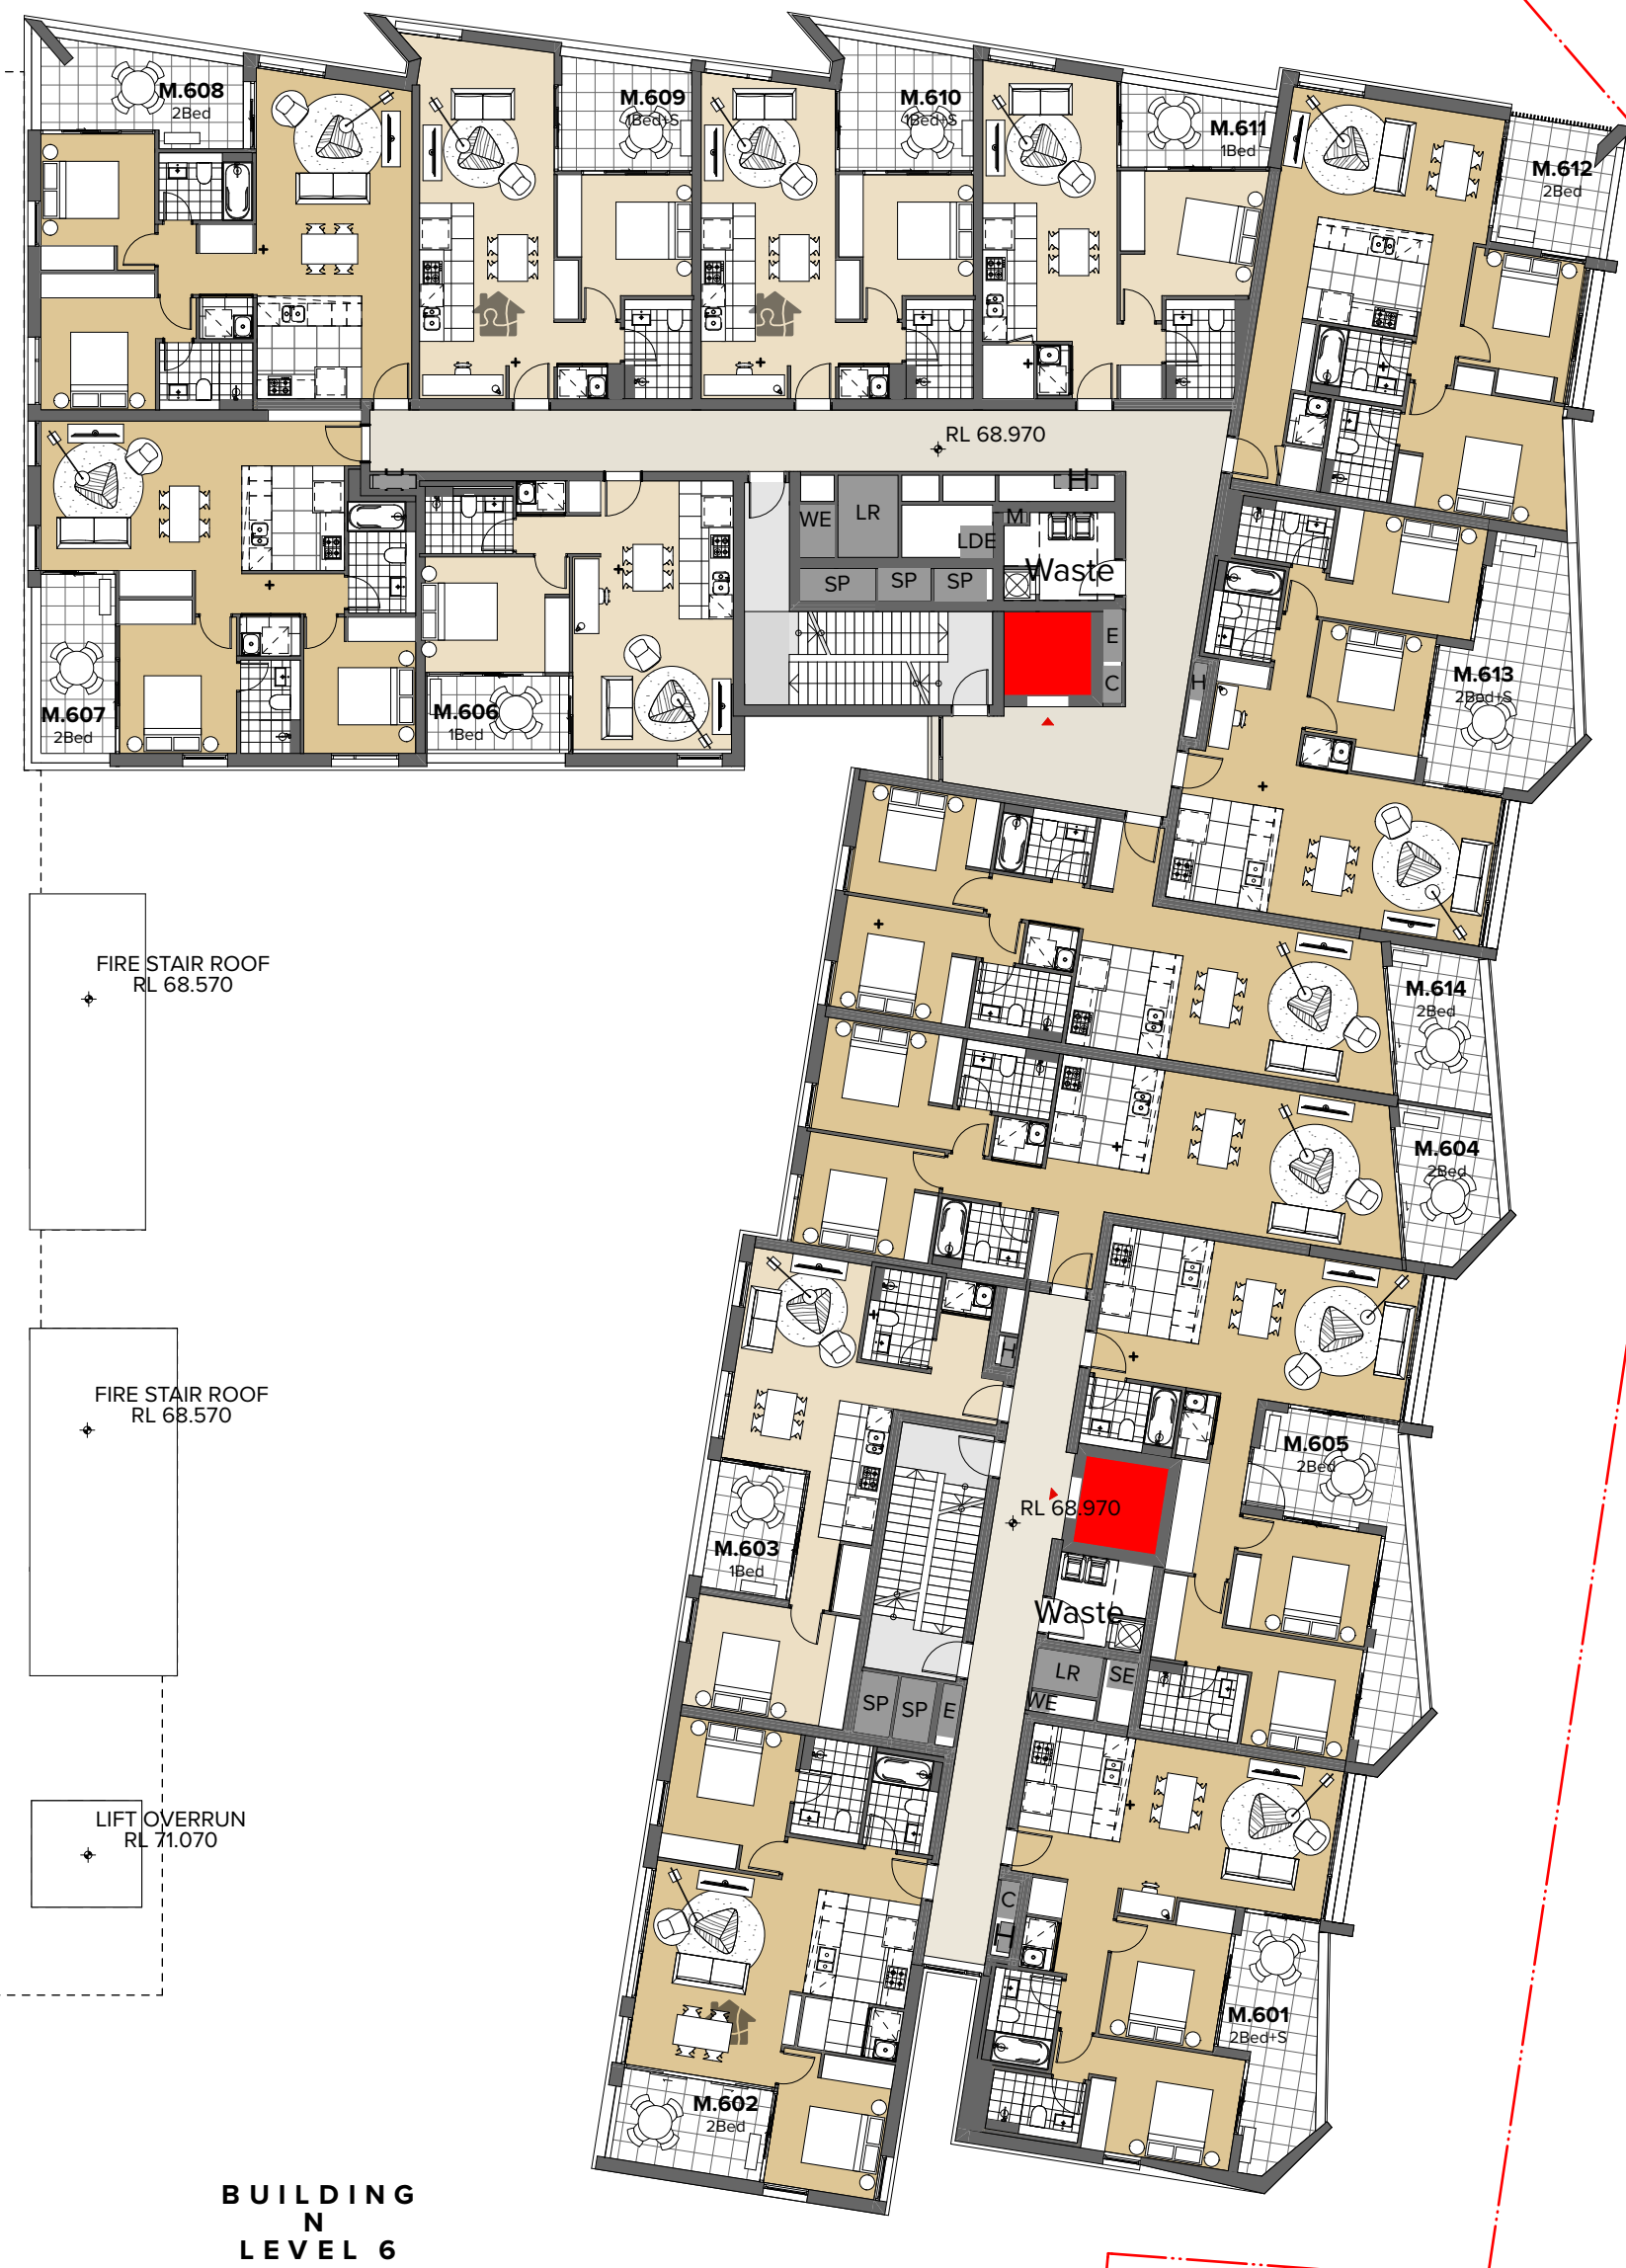 M.608
2Bed
M.609
1Bed+S
M.610
1Bed+S
M.611
1Bed
M.612
2Bed
RL 68.970
H
H
WE
LR
M
LDE
Waste
SP
SP
SP
E
C
H
M.613
2Bed+S
M.607
2Bed
M.606
1Bed
FIRE STAIR ROOF
RL 68.570
M.614
2Bed
M.604
2Bed
H
FIRE STAIR ROOF
RL 68.570
M.605
2Bed
RL 68.970
M.603
1Bed
Waste
LR
SE
WE
SP
SP
E
LIFT OVERRUN
RL 71.070
C
H
M.601
2Bed+S
M.602
2Bed
BUILDING
N
LEVEL 6